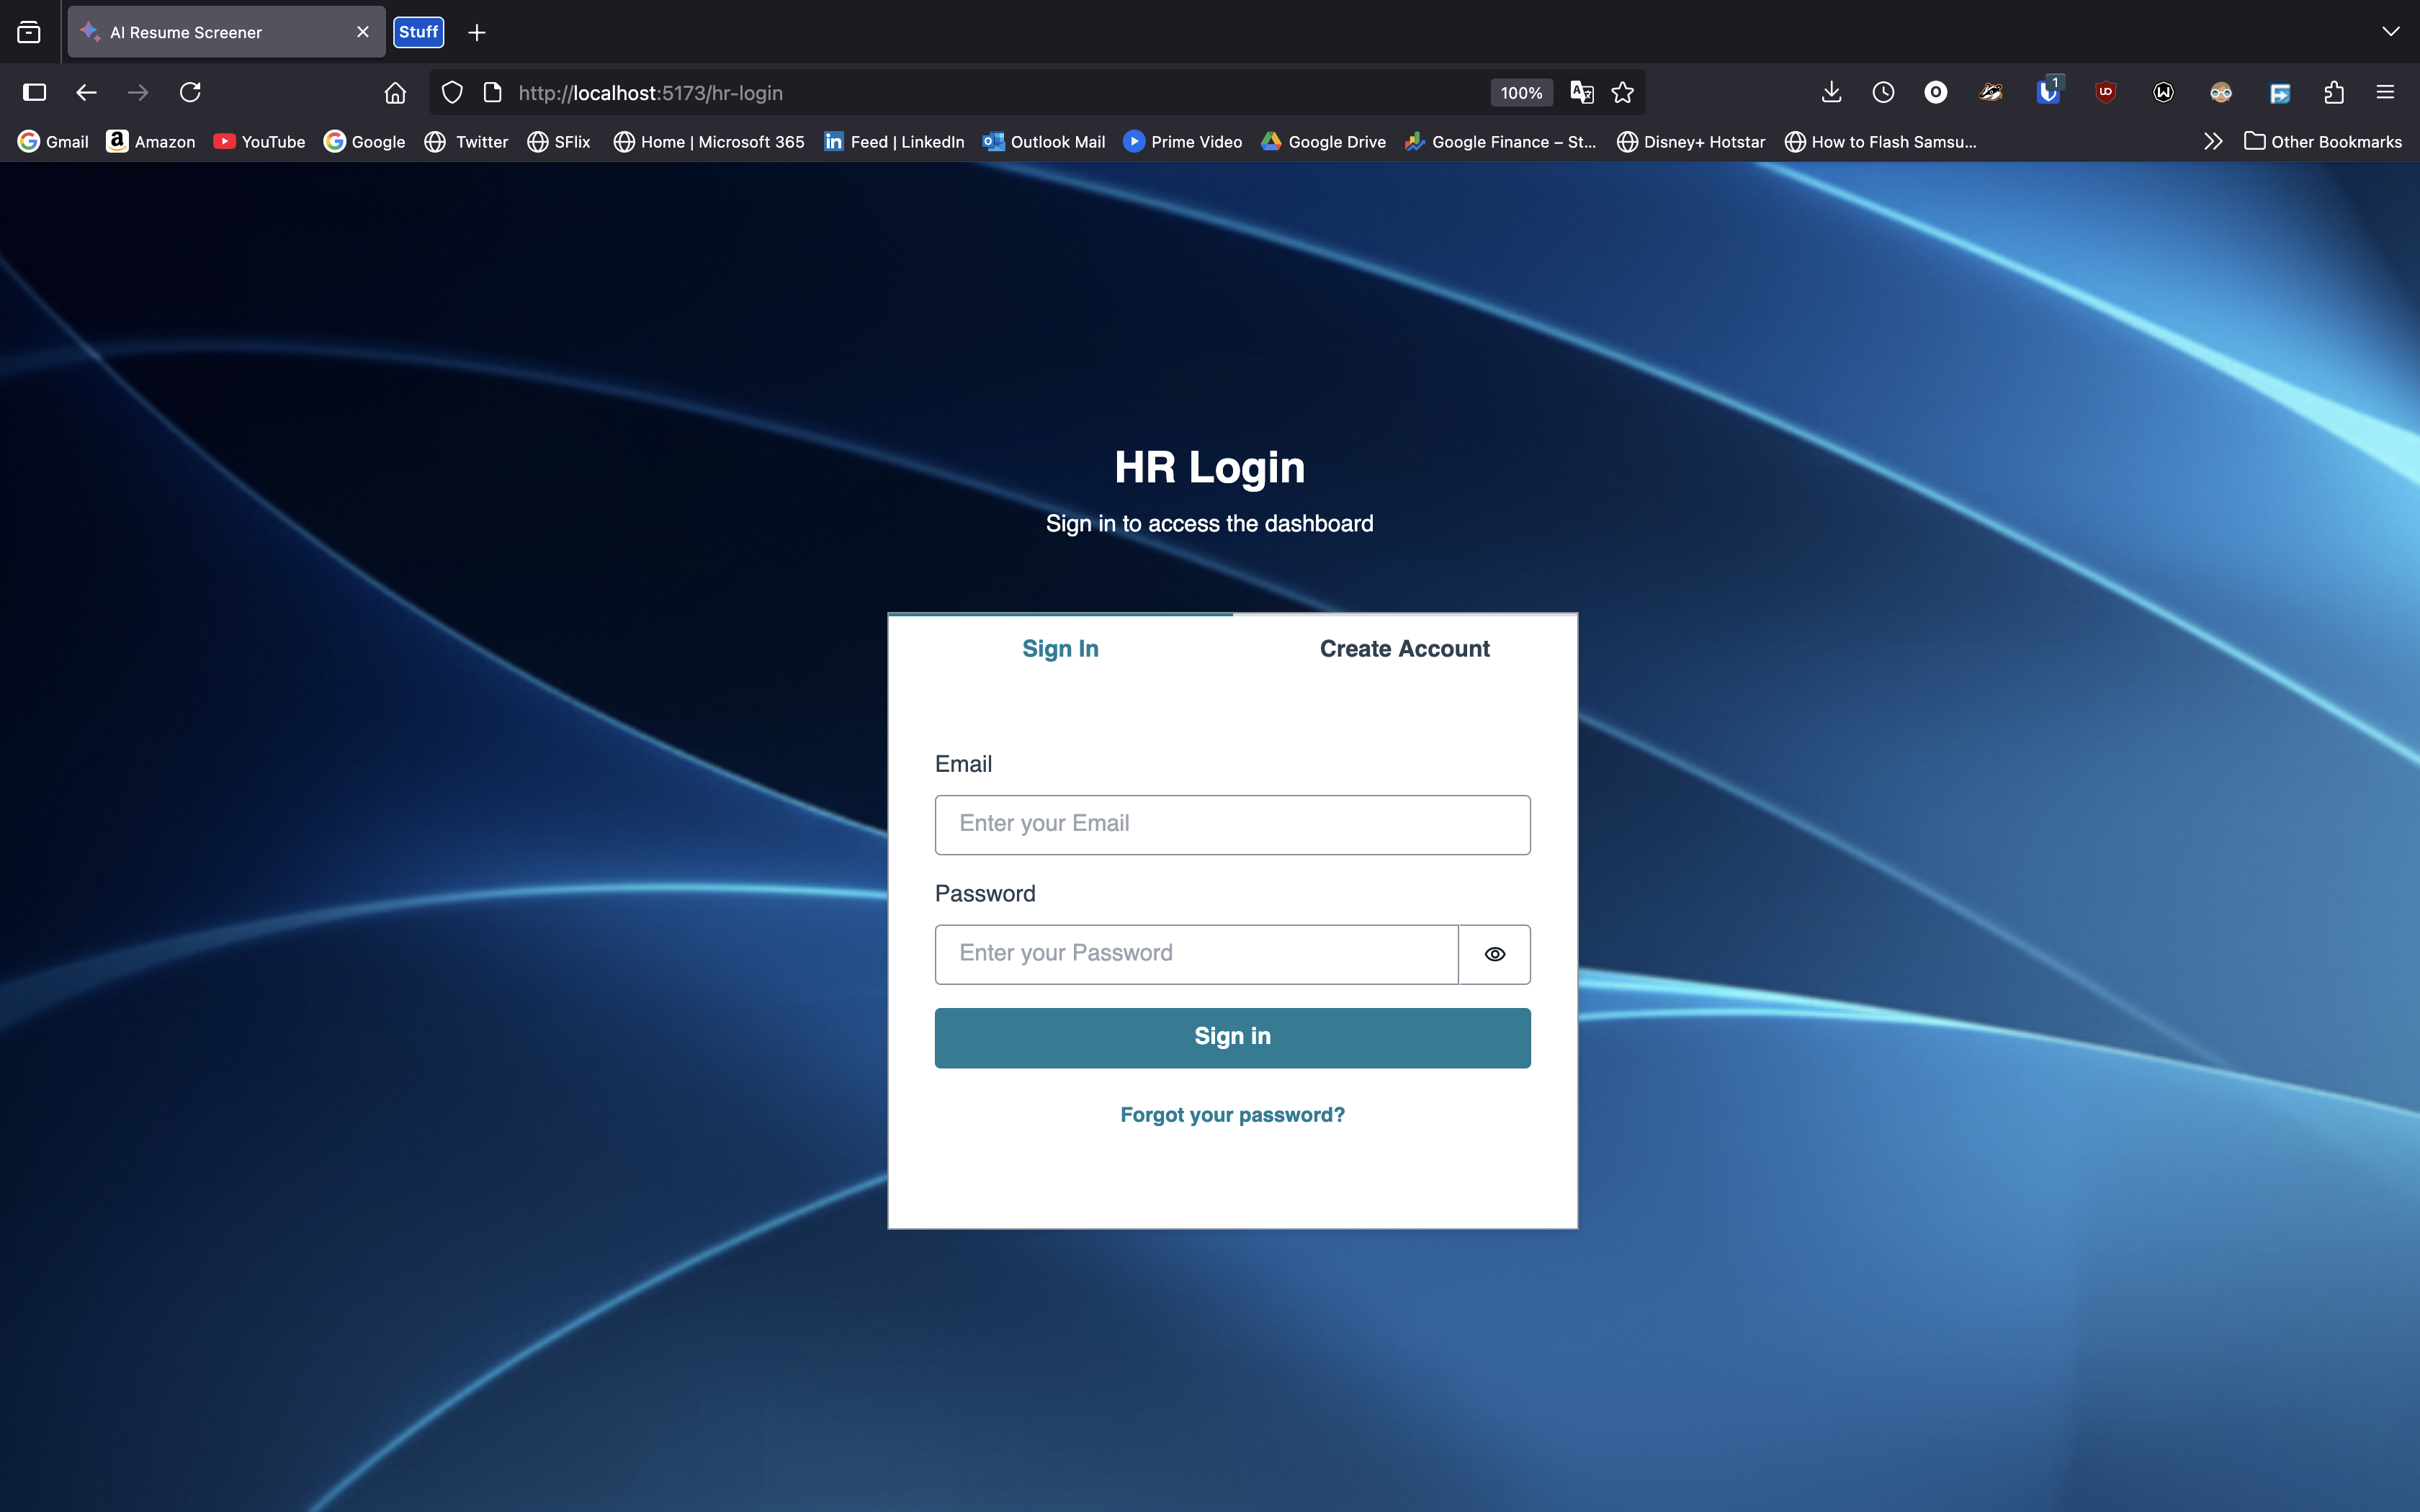 AI Resume Screener
Stuff
http://localhost:5173/hr-login
100%
1
Gmail Amazon YouTube Google Twitter SFlix Home | Microsoft 365 Feed | LinkedIn Outlook Mail Prime Video Google Drive Google Finance – St... Disney+ Hotstar How to Flash Samsu... Other Bookmarks
HR Login
Sign in to access the dashboard
Sign In Create Account
Email
Enter your Email
Password
Enter your Password
Sign in
Forgot your password?